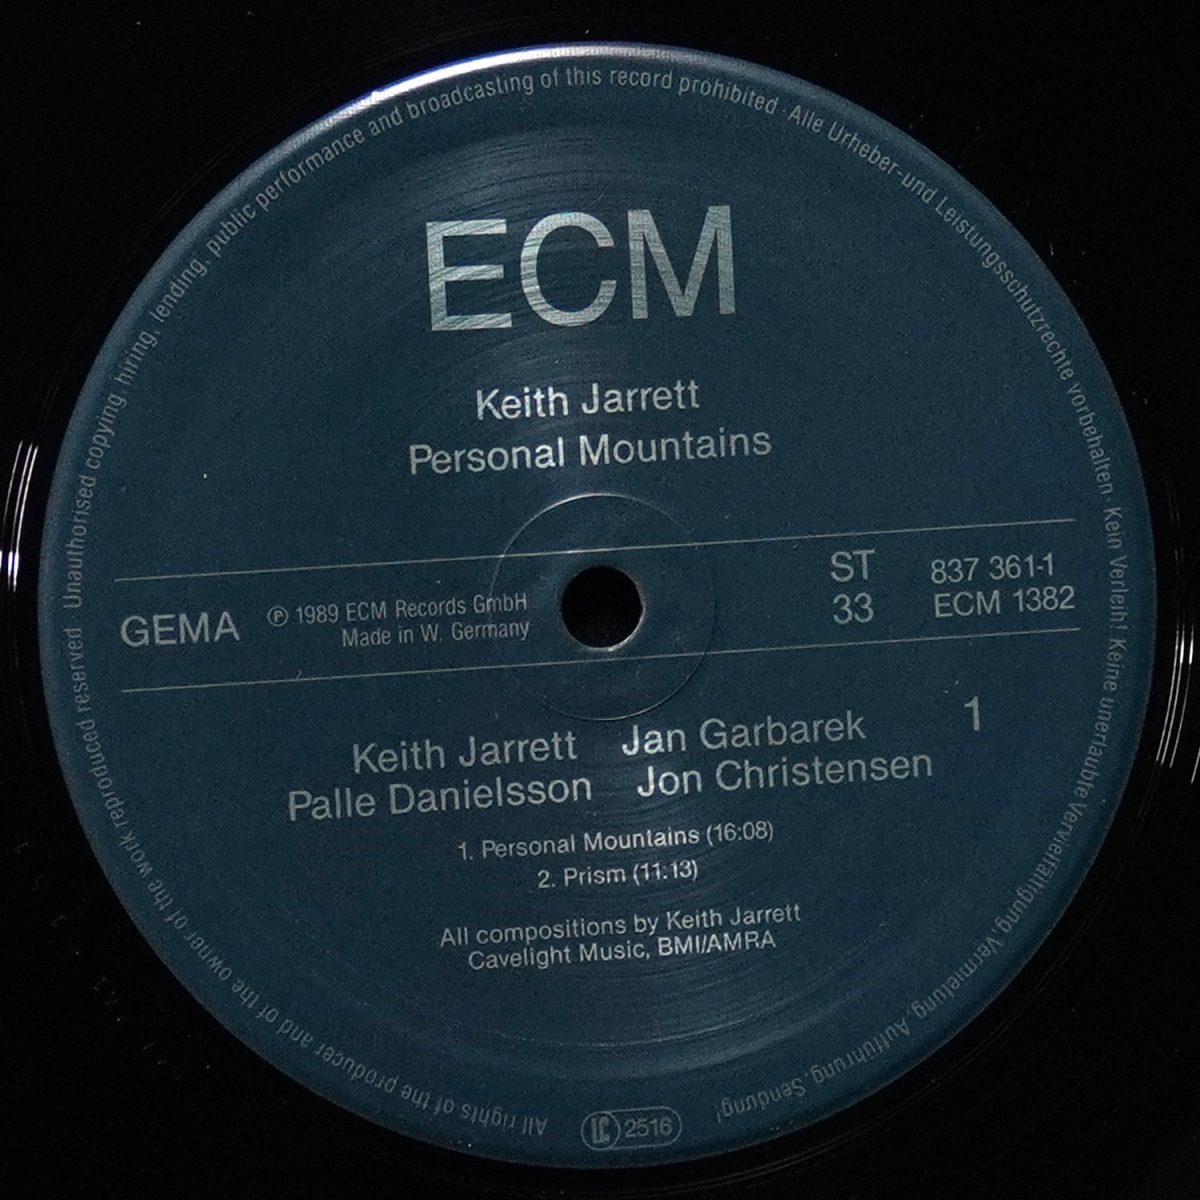 All rights of the producer and of the owner of the work reproduced reserved Unauthorised copying, hiring, lending, public performance and broadcasting of this record prohibited · Alle Urheber-und Leistungsschutzrechte vorbehalten · Kein Verleih! Keine unerlaubte Vervielfältigung, Vermietung, Aufführung, Sendung!
ECM
Keith Jarrett
Personal Mountains
GEMA
℗ 1989 ECM Records GmbH
Made in W. Germany
ST
33
837 361-1
ECM 1382
1
Keith Jarrett Jan Garbarek
Palle Danielsson Jon Christensen
1. Personal Mountains (16:08)
2. Prism (11:13)
All compositions by Keith Jarrett
Cavelight Music, BMI/AMRA
LC 2516